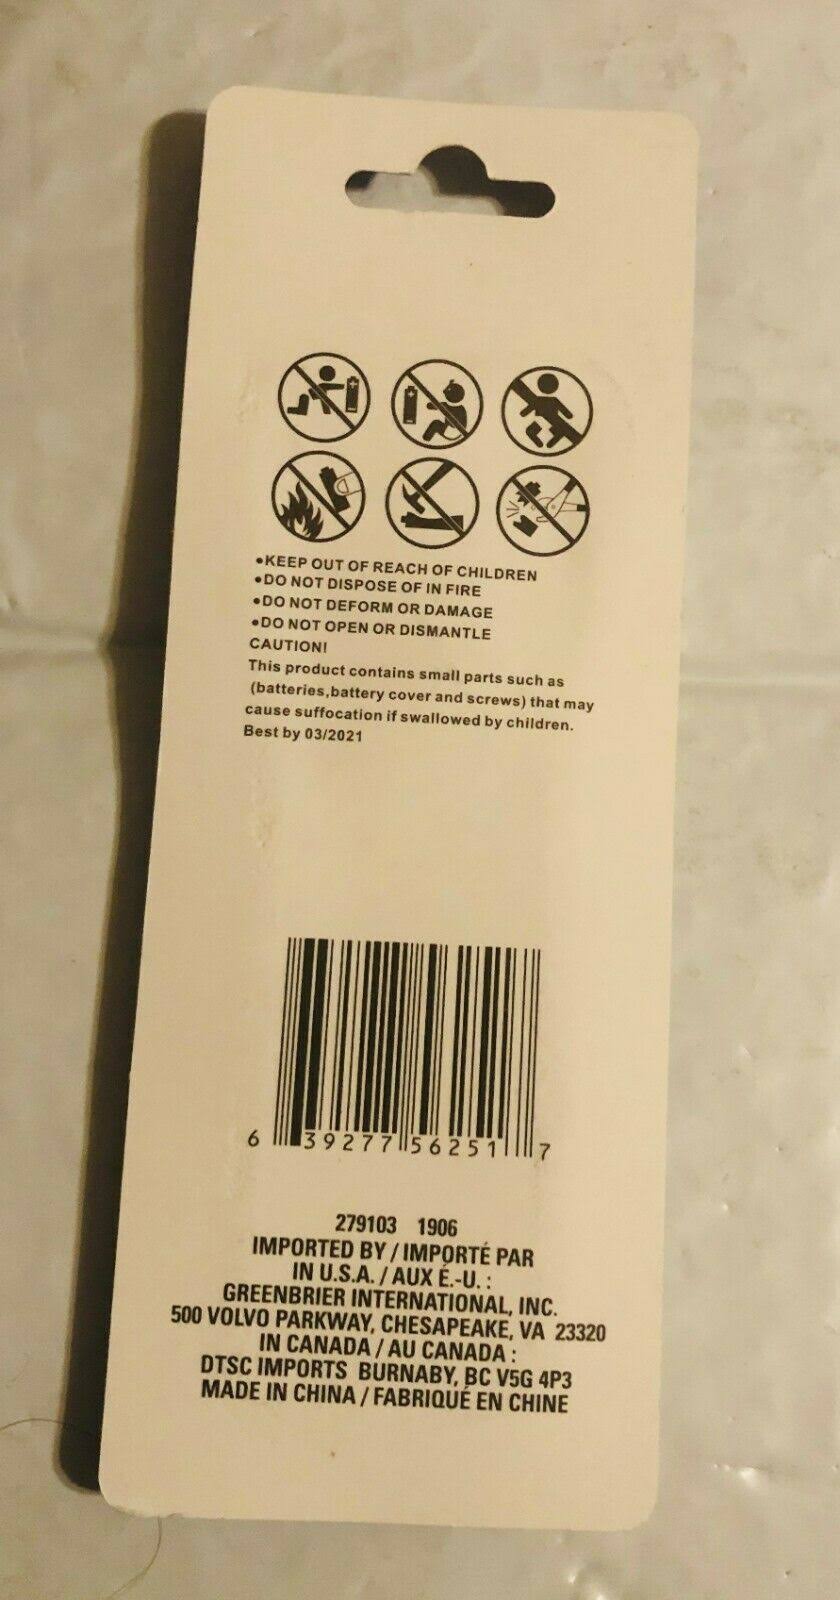 •KEEP OUT OF REACH OF CHILDREN
•DO NOT DISPOSE OF IN FIRE
•DO NOT DEFORM OR DAMAGE
•DO NOT OPEN OR DISMANTLE
CAUTION!
This product contains small parts such as
(batteries,battery cover and screws) that may
cause suffocation if swallowed by children.
Best by 03/2021
6 39277 56251 7
279103 1906
IMPORTED BY / IMPORTÉ PAR
IN U.S.A. / AUX É.-U. :
GREENBRIER INTERNATIONAL, INC.
500 VOLVO PARKWAY, CHESAPEAKE, VA 23320
IN CANADA / AU CANADA :
DTSC IMPORTS BURNABY, BC V5G 4P3
MADE IN CHINA / FABRIQUÉ EN CHINE